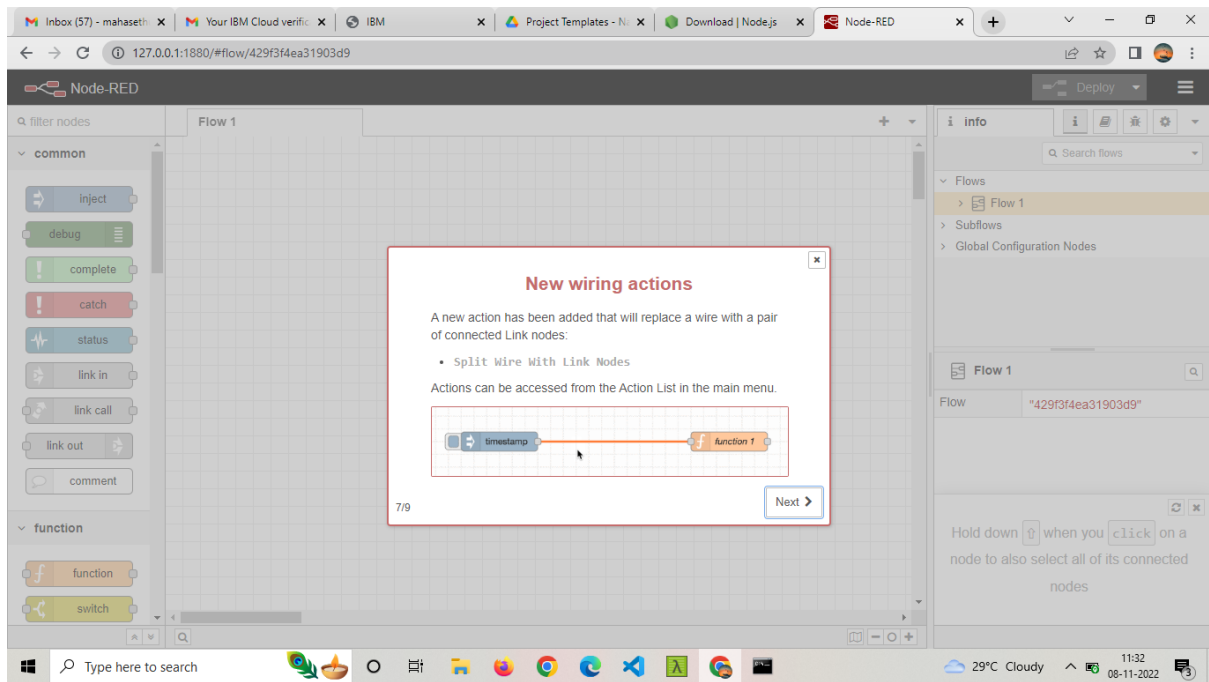 Inbox (57) - mahaseth
Your IBM Cloud verific
IBM
Project Templates - N
Download | Node.js
Node-RED
127.0.0.1:1880/#flow/429f3f4ea31903d9
Node-RED
Deploy
filter nodes
Flow 1
i info
i
common
Search flows
inject
debug
complete
catch
status
link in
link call
link out
comment
function
function
switch
Flows
Flow 1
Subflows
Global Configuration Nodes
New wiring actions
A new action has been added that will replace a wire with a pair
of connected Link nodes:
• Split Wire With Link Nodes
Actions can be accessed from the Action List in the main menu.
timestamp
function 1
7/9
Next
Flow 1
Flow "429f3f4ea31903d9"
Hold down ⇧ when you click on a
node to also select all of its connected
nodes
Type here to search
29°C Cloudy
11:32
08-11-2022
3